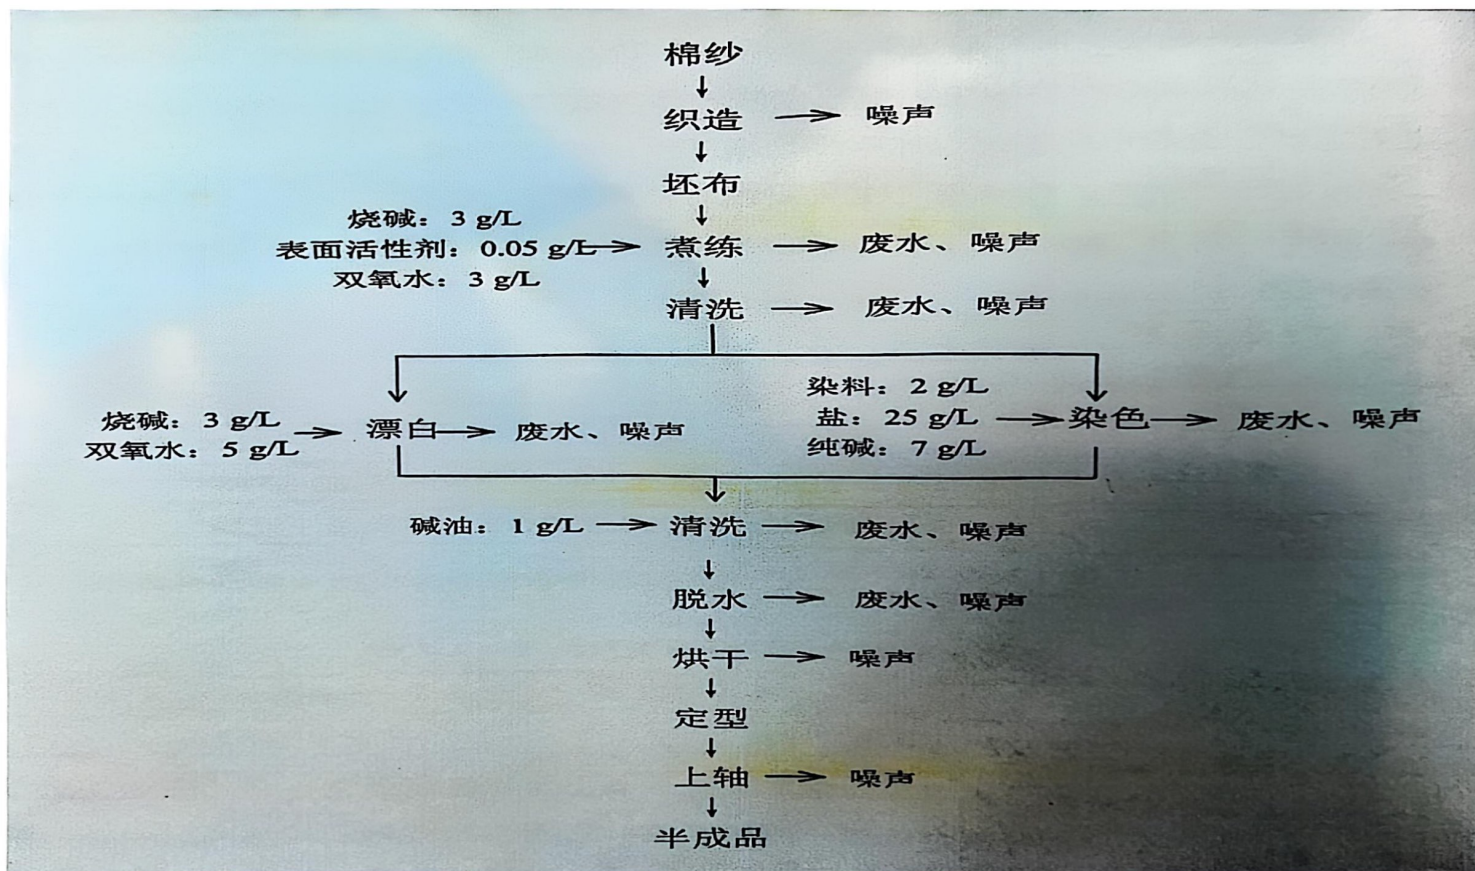 棉纱
织造 噪声
坯布
烧碱：3 g/L
表面活性剂：0.05 g/L 煮练 废水、噪声
双氧水：3 g/L
清洗 废水、噪声
烧碱：3 g/L
双氧水：5 g/L
漂白 废水、噪声
染料：2 g/L
盐：25 g/L
纯碱：7 g/L
染色 废水、噪声
碱油：1 g/L 清洗 废水、噪声
脱水 废水、噪声
烘干 噪声
定型
上轴 噪声
半成品